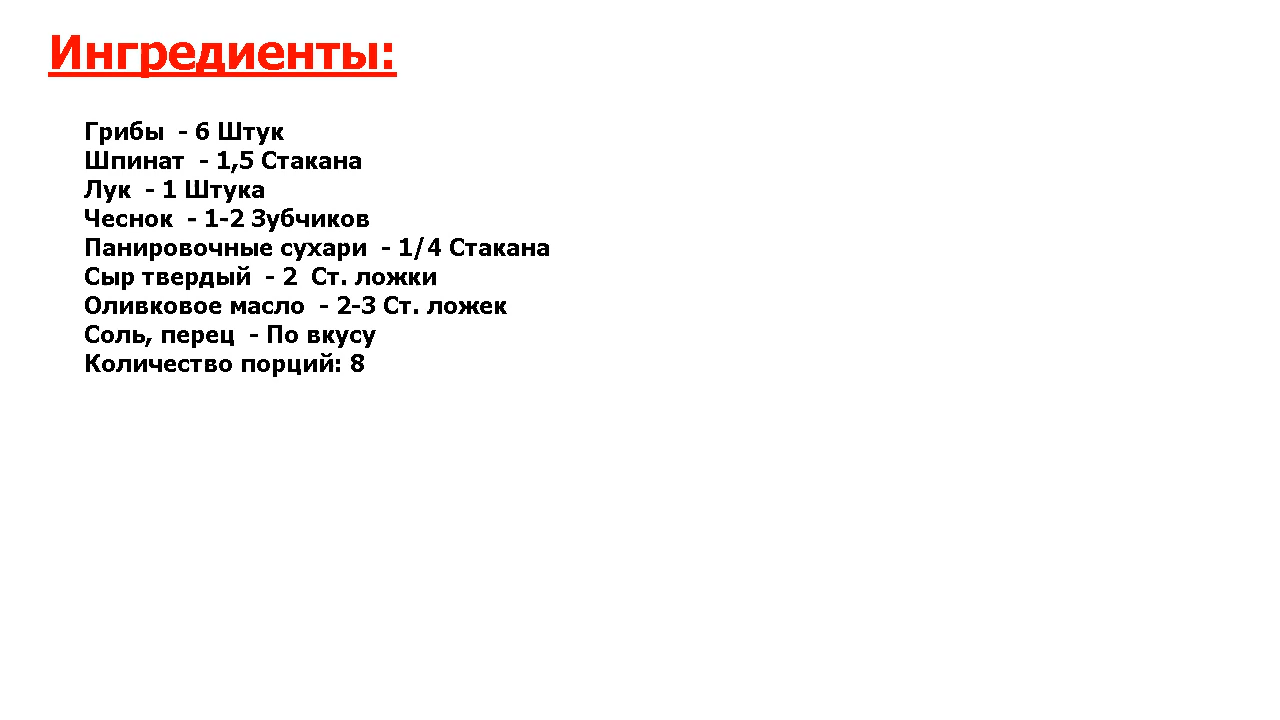 Ингредиенты:
Грибы  - 6 Штук
Шпинат  - 1,5 Стакана
Лук  - 1 Штука
Чеснок  - 1-2 Зубчиков
Панировочные сухари  - 1/4 Стакана
Сыр твердый  - 2  Ст. ложки
Оливковое масло  - 2-3 Ст. ложек
Соль, перец  - По вкусу
Количество порций: 8